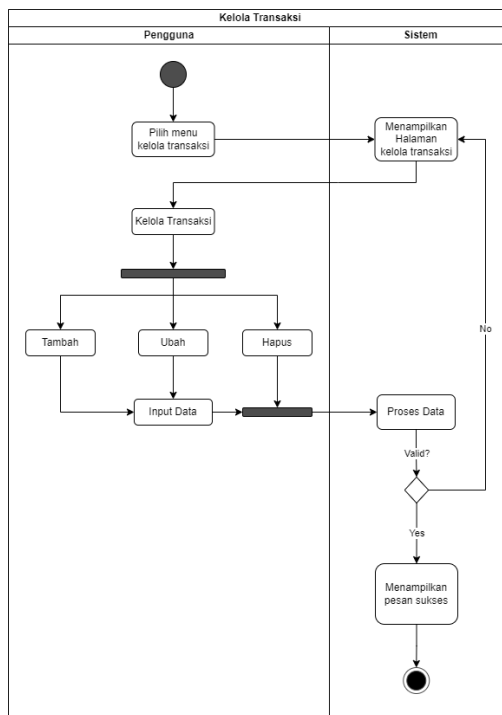 Kelola Transaksi
Pengguna
Sistem
Pilih menu
kelola transaksi
Menampilkan
Halaman
kelola transaksi
Kelola Transaksi
Tambah
Ubah
Hapus
No
Input Data
Proses Data
Valid?
Yes
Menampilkan
pesan sukses